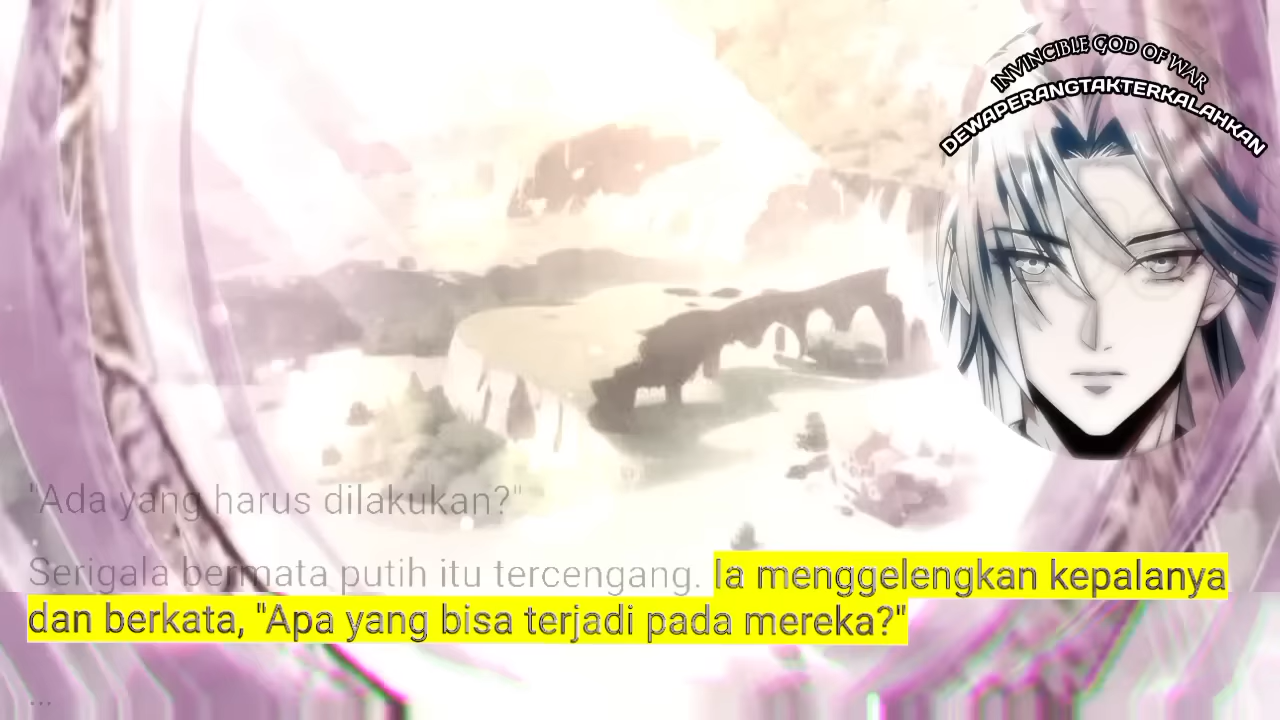 INVINCIBLE GOD OF WAR
DEWAPERANGTAKTERKALAHKAN
'Ada yang harus dilakukan?"
Serigala bermata putih itu tercengang. Ia menggelengkan kepalanya
dan berkata, "Apa yang bisa terjadi pada mereka?"
...